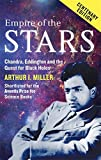 CENTENARY
EDITION
Empire of the
STARS
Chandra, Eddington and the
Quest for Black Holes
ARTHUR I. MILLER
Shortlisted for the
Aventis Prize for
Science Books